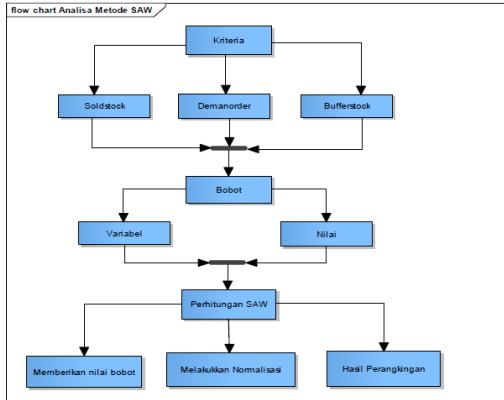 flow chart Analisa Metode SAW
Kriteria
Soldstock
Demanorder
Bufferstock
Bobot
Variabel
Nilai
Perhitungan SAW
Memberikan nilai bobot
Melakukkan Normalisasi
Hasil Perangkingan